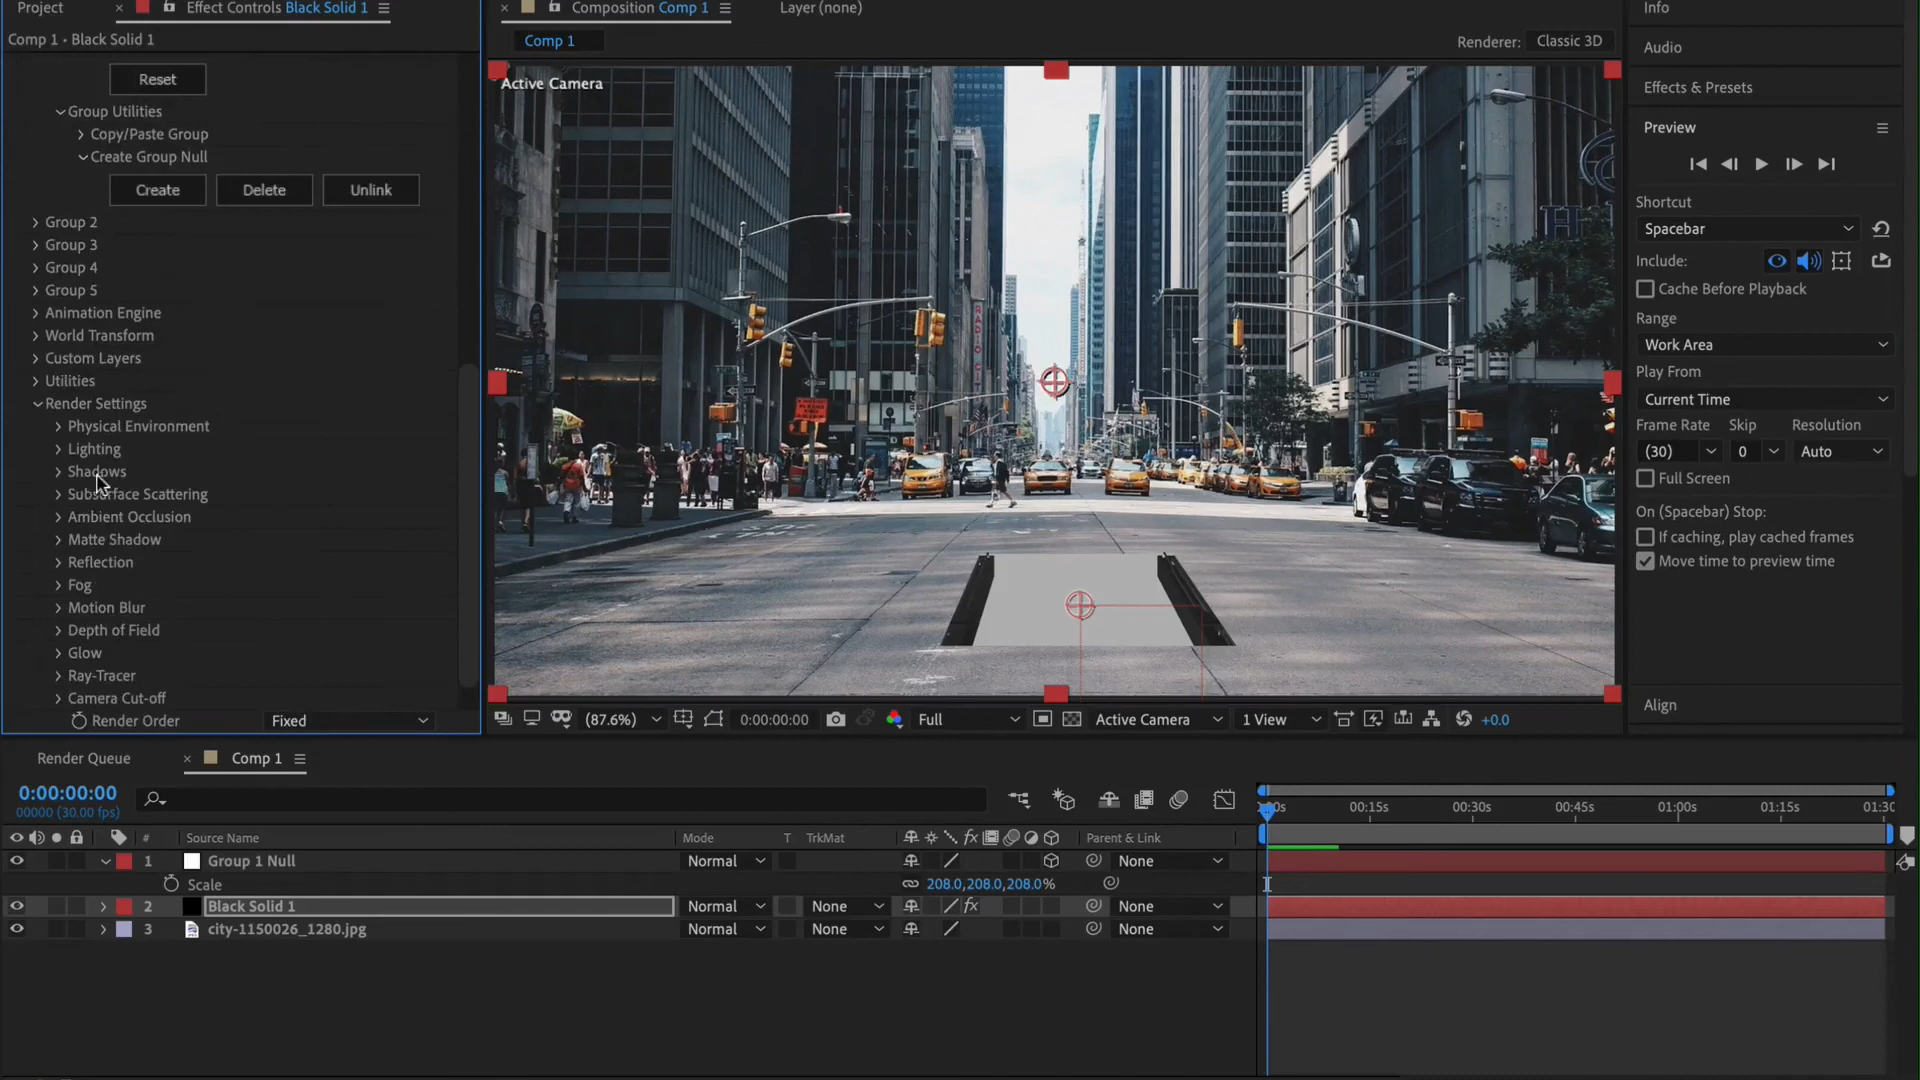 Project
× Effect Controls Black Solid 1
Comp 1 • Black Solid 1
Reset
Group Utilities
Copy/Paste Group
Create Group Null
Create Delete Unlink
Group 2
Group 3
Group 4
Group 5
Animation Engine
World Transform
Custom Layers
Utilities
Render Settings
Physical Environment
Lighting
Shadows
Subsurface Scattering
Ambient Occlusion
Matte Shadow
Reflection
Fog
Motion Blur
Depth of Field
Glow
Ray-Tracer
Camera Cut-off
Render Order Fixed
× Composition Comp 1 Layer (none)
Comp 1 Renderer: Classic 3D
Active Camera
(87.6%) 0:00:00:00 Full Active Camera 1 View +0.0
Info
Audio
Effects & Presets
Preview
Shortcut
Spacebar
Include:
Cache Before Playback
Range
Work Area
Play From
Current Time
Frame Rate Skip Resolution
(30) 0 Auto
Full Screen
On (Spacebar) Stop:
If caching, play cached frames
Move time to preview time
Align
Render Queue × Comp 1
0:00:00:00
00000 (30.00 fps)
00:15s 00:30s 00:45s 01:00s 01:15s 01:30
# Source Name Mode T TrkMat fx Parent & Link
1 Group 1 Null Normal None
Scale 208.0,208.0,208.0%
2 Black Solid 1 Normal None fx None
3 city-1150026_1280.jpg Normal None None